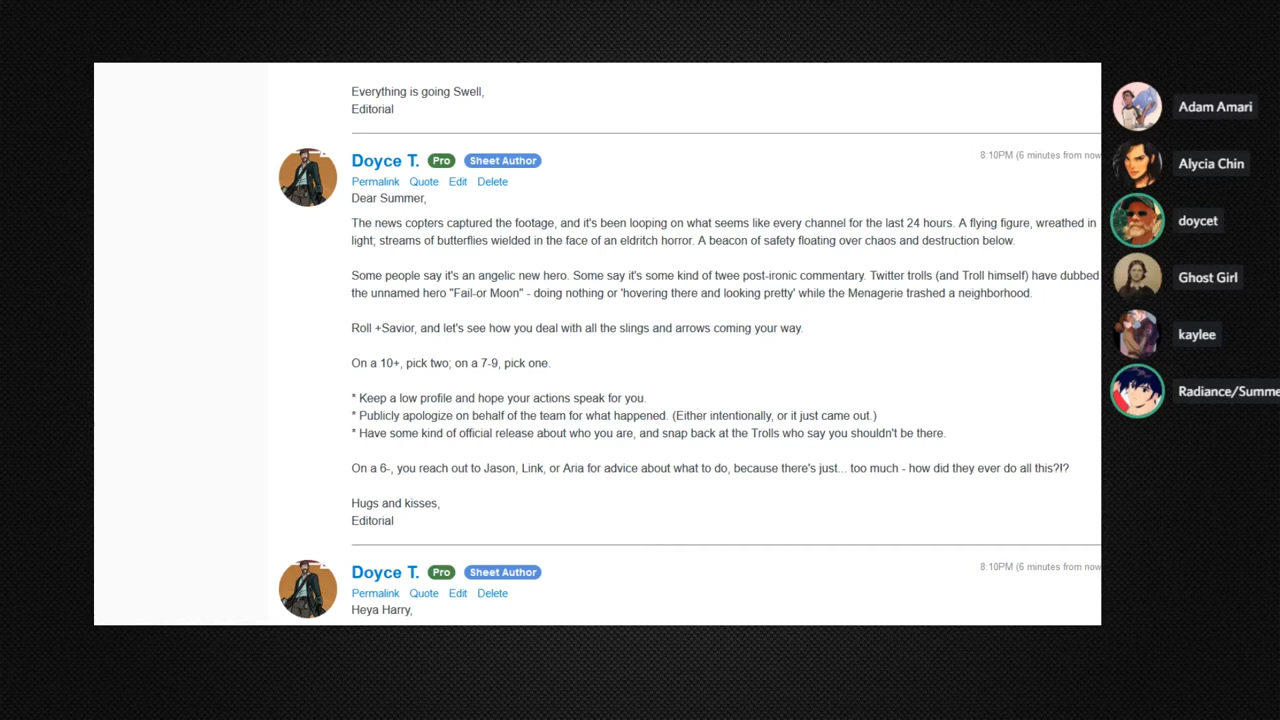 Everything is going Swell,
Editorial
Doyce T. Pro Sheet Author
8:10PM (6 minutes from now
Permalink Quote Edit Delete
Dear Summer,
The news copters captured the footage, and it's been looping on what seems like every channel for the last 24 hours. A flying figure, wreathed in
light; streams of butterflies wielded in the face of an eldritch horror. A beacon of safety floating over chaos and destruction below.
Some people say it's an angelic new hero. Some say it's some kind of twee post-ironic commentary. Twitter trolls (and Troll himself) have dubbed
the unnamed hero "Fail-or Moon" - doing nothing or 'hovering there and looking pretty' while the Menagerie trashed a neighborhood.
Roll +Savior, and let's see how you deal with all the slings and arrows coming your way.
On a 10+, pick two; on a 7-9, pick one.
* Keep a low profile and hope your actions speak for you.
* Publicly apologize on behalf of the team for what happened. (Either intentionally, or it just came out.)
* Have some kind of official release about who you are, and snap back at the Trolls who say you shouldn't be there.
On a 6-, you reach out to Jason, Link, or Aria for advice about what to do, because there's just... too much - how did they ever do all this?!?
Hugs and kisses,
Editorial
Doyce T. Pro Sheet Author
8:10PM (6 minutes from now
Permalink Quote Edit Delete
Heya Harry,
Adam Amari
Alycia Chin
doycet
Ghost Girl
kaylee
Radiance/Summe